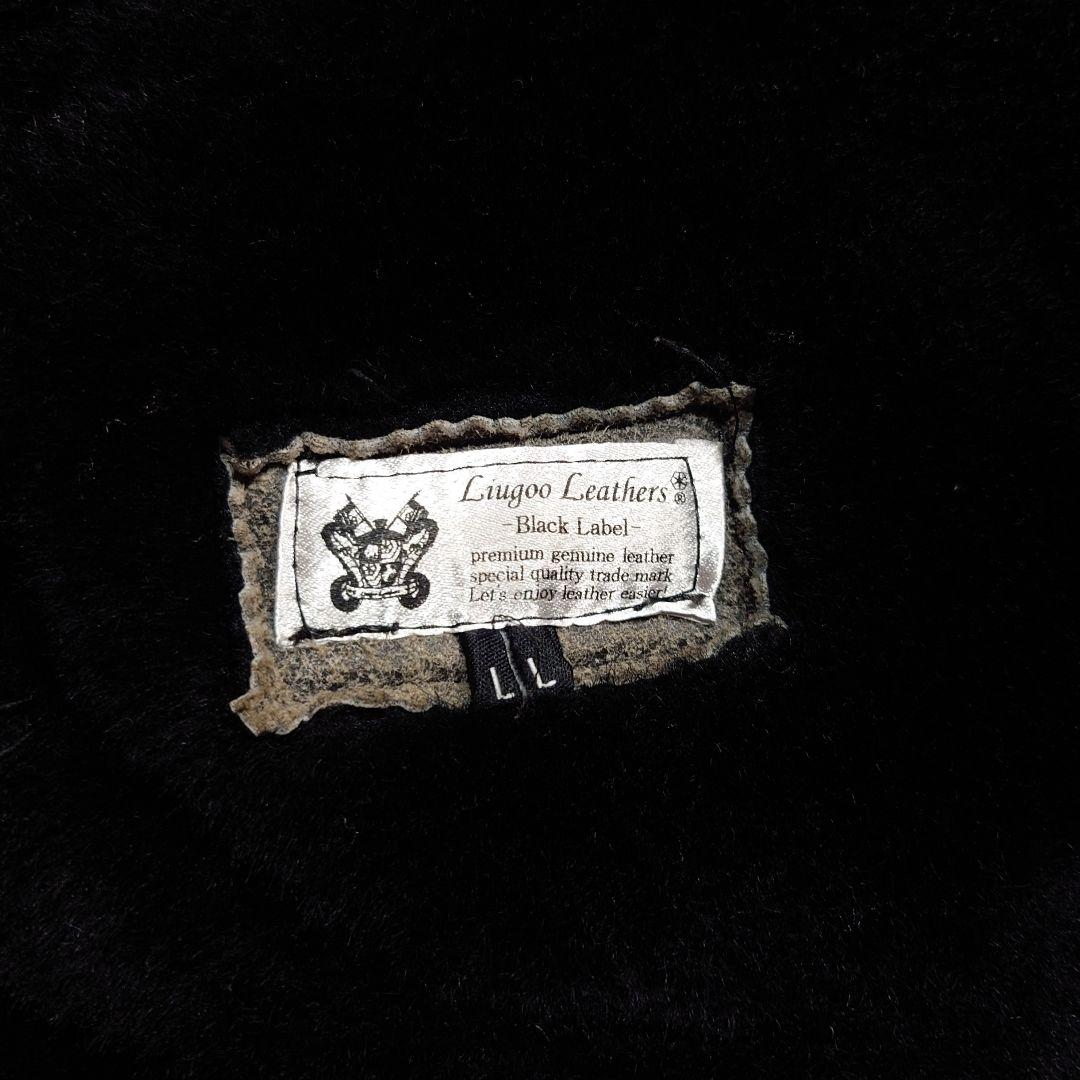 Liugoo Leathers®
-Black Label-
premium genuine leather
special quality trade mark
Let's enjoy leather easier!
LL